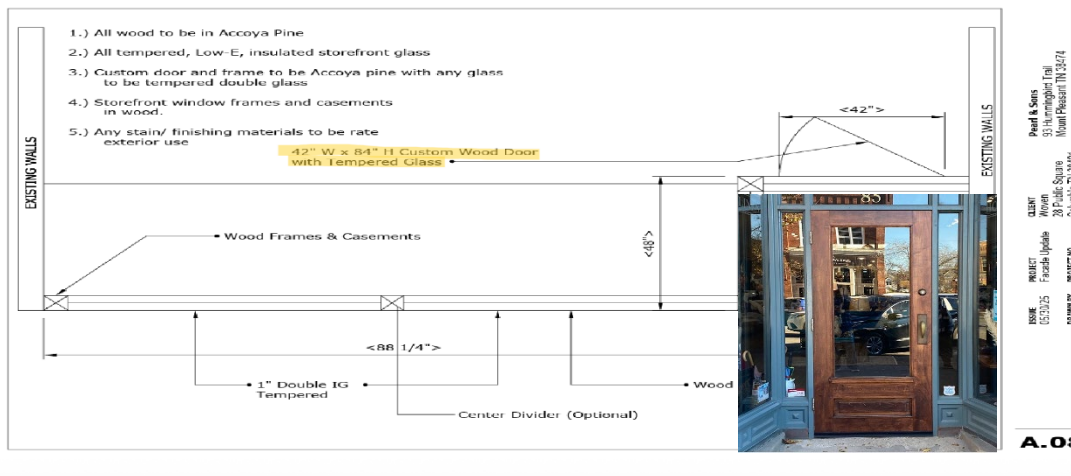 1.) All wood to be in Accoya Pine
2.) All tempered, Low-E, insulated storefront glass
3.) Custom door and frame to be Accoya pine with any glass
to be tempered double glass
4.) Storefront window frames and casements
in wood.
5.) Any stain/ finishing materials to be rate
exterior use
42" W x 84" H Custom Wood Door
with Tempered Glass
<42">
EXISTING WALLS
EXISTING WALLS
<48">
Wood Frames & Casements
<88 1/4">
1" Double IG
Tempered
Wood
Center Divider (Optional)
85
Pearl & Sons
93 Hummingbird Trail
Mount Pleasant TN 38474
CLIENT
Woven
28 Public Square
PROJECT
Facade Update
ISSUE
05/30/25
A.08